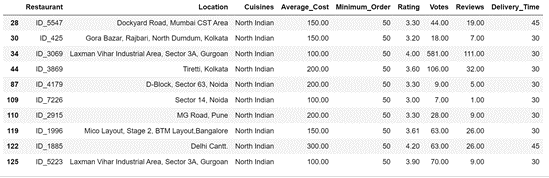 Restaurant Location Cuisines Average_Cost Minimum_Order Rating Votes Reviews Delivery_Time
28 ID_5547 Dockyard Road, Mumbai CST Area North Indian 150.00 50 3.30 44.00 19.00 45
30 ID_425 Gora Bazar, Rajbari, North Dumdum, Kolkata North Indian 150.00 50 3.20 18.00 7.00 30
34 ID_3069 Laxman Vihar Industrial Area, Sector 3A, Gurgoan North Indian 100.00 50 4.00 581.00 111.00 30
44 ID_3869 Tiretti, Kolkata North Indian 200.00 50 3.60 106.00 32.00 30
87 ID_4179 D-Block, Sector 63, Noida North Indian 200.00 50 3.30 9.00 5.00 30
109 ID_7226 Sector 14, Noida North Indian 100.00 50 3.00 7.00 1.00 30
110 ID_2915 MG Road, Pune North Indian 200.00 50 3.30 28.00 9.00 30
119 ID_1996 Mico Layout, Stage 2, BTM Layout,Bangalore North Indian 150.00 50 3.61 63.00 26.00 30
122 ID_1885 Delhi Cantt. North Indian 300.00 50 4.20 63.00 26.00 45
125 ID_5223 Laxman Vihar Industrial Area, Sector 3A, Gurgoan North Indian 100.00 50 3.90 70.00 9.00 30